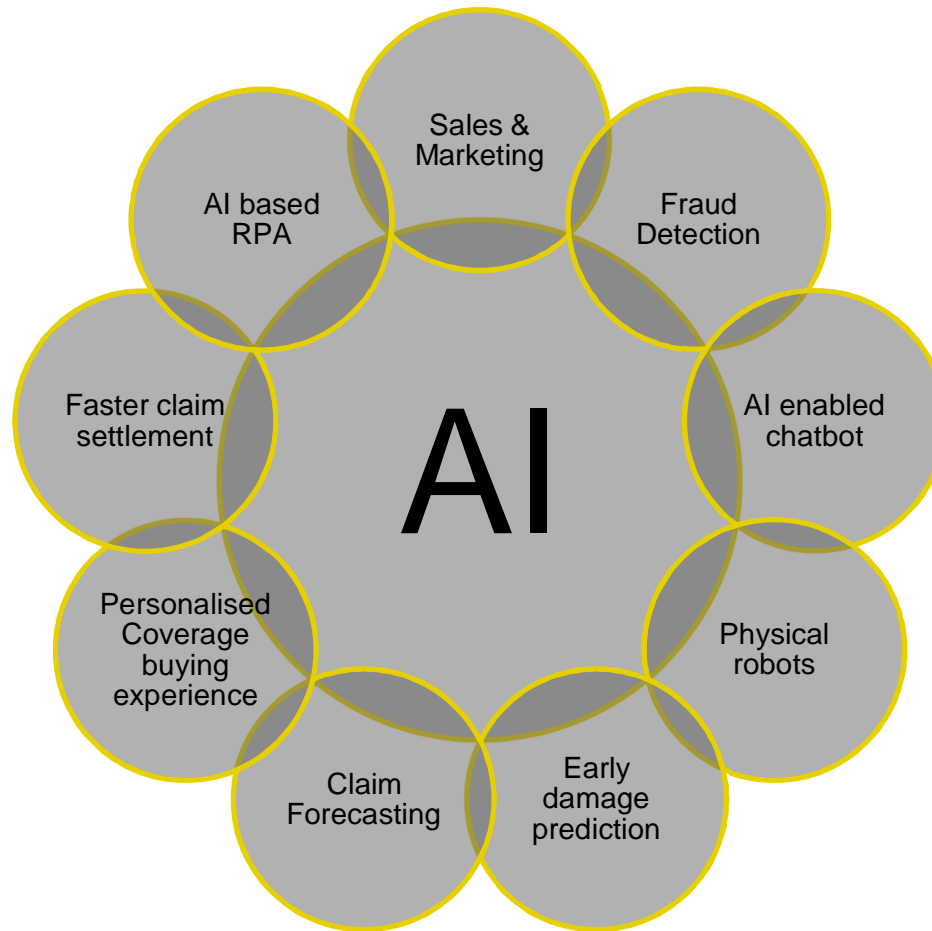 Sales &
Marketing
Fraud
Detection
AI enabled
chatbot
Physical
robots
Early
damage
prediction
Claim
Forecasting
Personalised
Coverage
buying
experience
Faster claim
settlement
AI based
RPA
AI